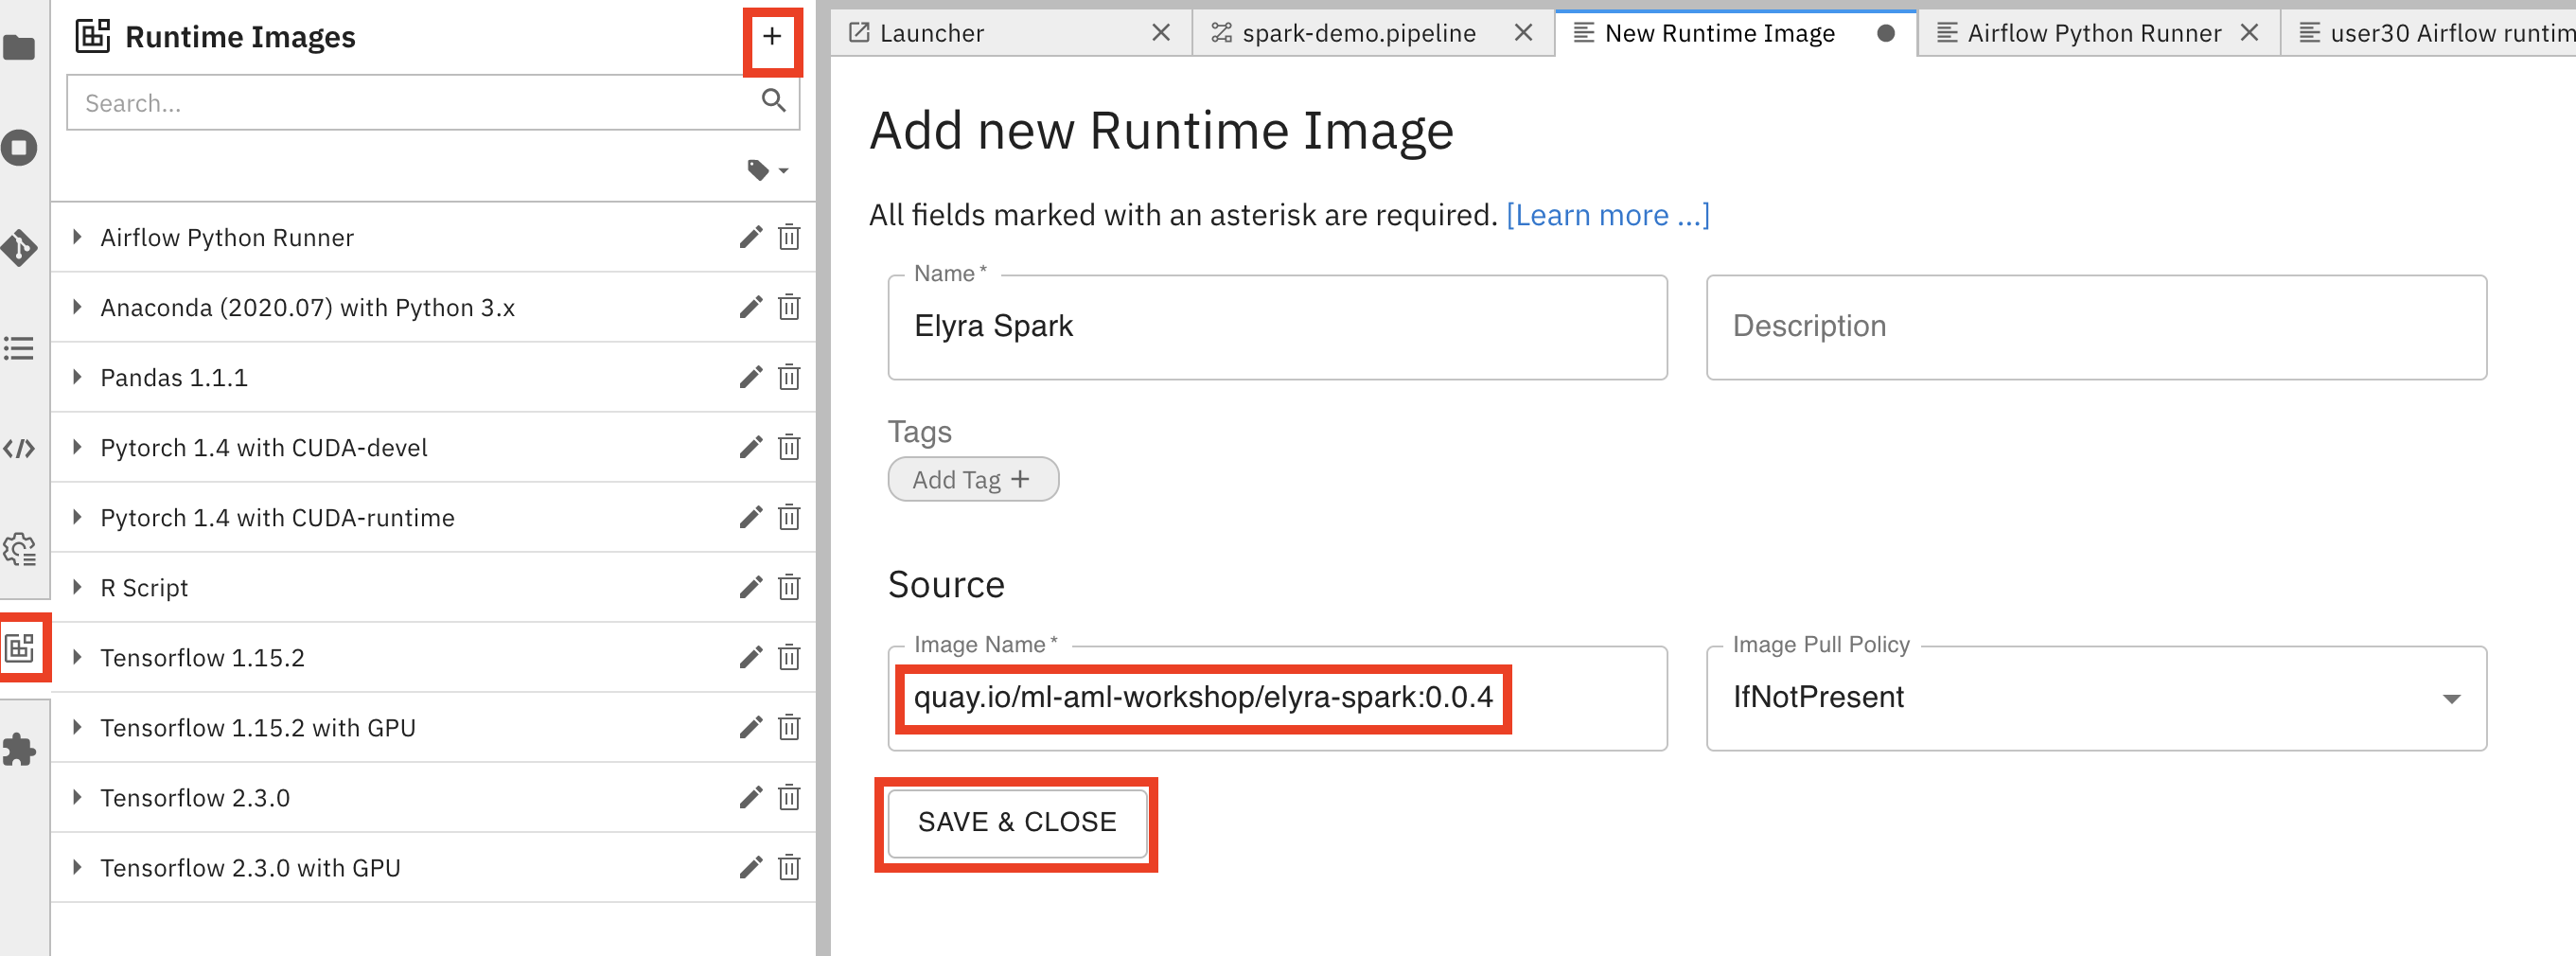 Runtime Images
+
Search...
Airflow Python Runner
Anaconda (2020.07) with Python 3.x
Pandas 1.1.1
Pytorch 1.4 with CUDA-devel
Pytorch 1.4 with CUDA-runtime
R Script
Tensorflow 1.15.2
Tensorflow 1.15.2 with GPU
Tensorflow 2.3.0
Tensorflow 2.3.0 with GPU
Launcher
spark-demo.pipeline
New Runtime Image
Airflow Python Runner
user30 Airflow runtim
Add new Runtime Image
All fields marked with an asterisk are required. [Learn more ...]
Name *
Elyra Spark
Description
Tags
Add Tag +
Source
Image Name *
quay.io/ml-aml-workshop/elyra-spark:0.0.4
Image Pull Policy
IfNotPresent
SAVE & CLOSE